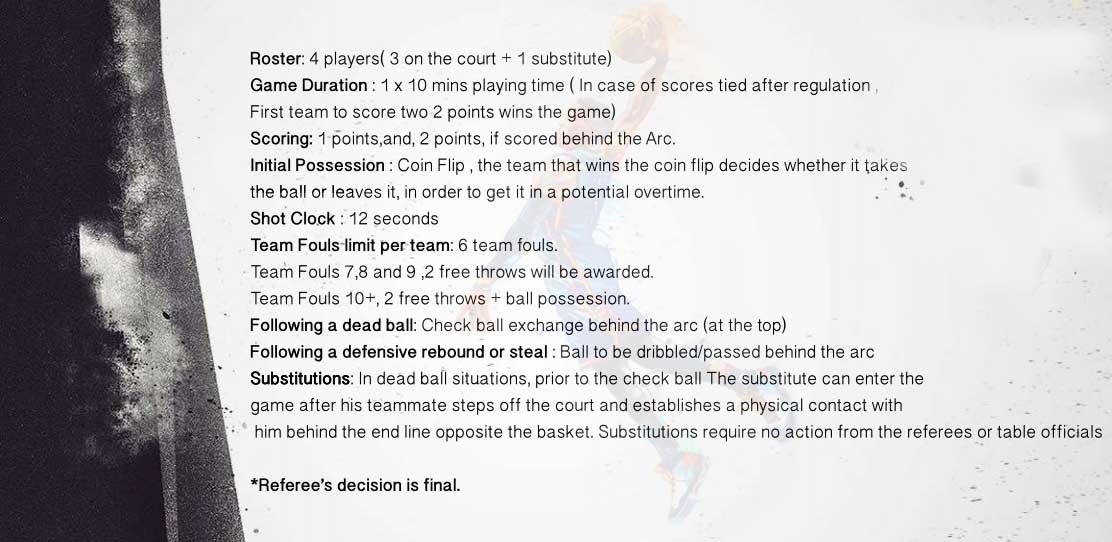 Roster: 4 players( 3 on the court + 1 substitute)
Game Duration : 1 x 10 mins playing time ( In case of scores tied after regulation ,
First team to score two 2 points wins the game)
Scoring: 1 points,and, 2 points, if scored behind the Arc.
Initial Possession : Coin Flip , the team that wins the coin flip decides whether it takes
the ball or leaves it, in order to get it in a potential overtime.
Shot Clock : 12 seconds
Team Fouls limit per team: 6 team fouls.
Team Fouls 7,8 and 9 ,2 free throws will be awarded.
Team Fouls 10+, 2 free throws + ball possession.
Following a dead ball: Check ball exchange behind the arc (at the top)
Following a defensive rebound or steal : Ball to be dribbled/passed behind the arc
Substitutions: In dead ball situations, prior to the check ball The substitute can enter the
game after his teammate steps off the court and establishes a physical contact with
him behind the end line opposite the basket. Substitutions require no action from the referees or table officials
*Referee's decision is final.